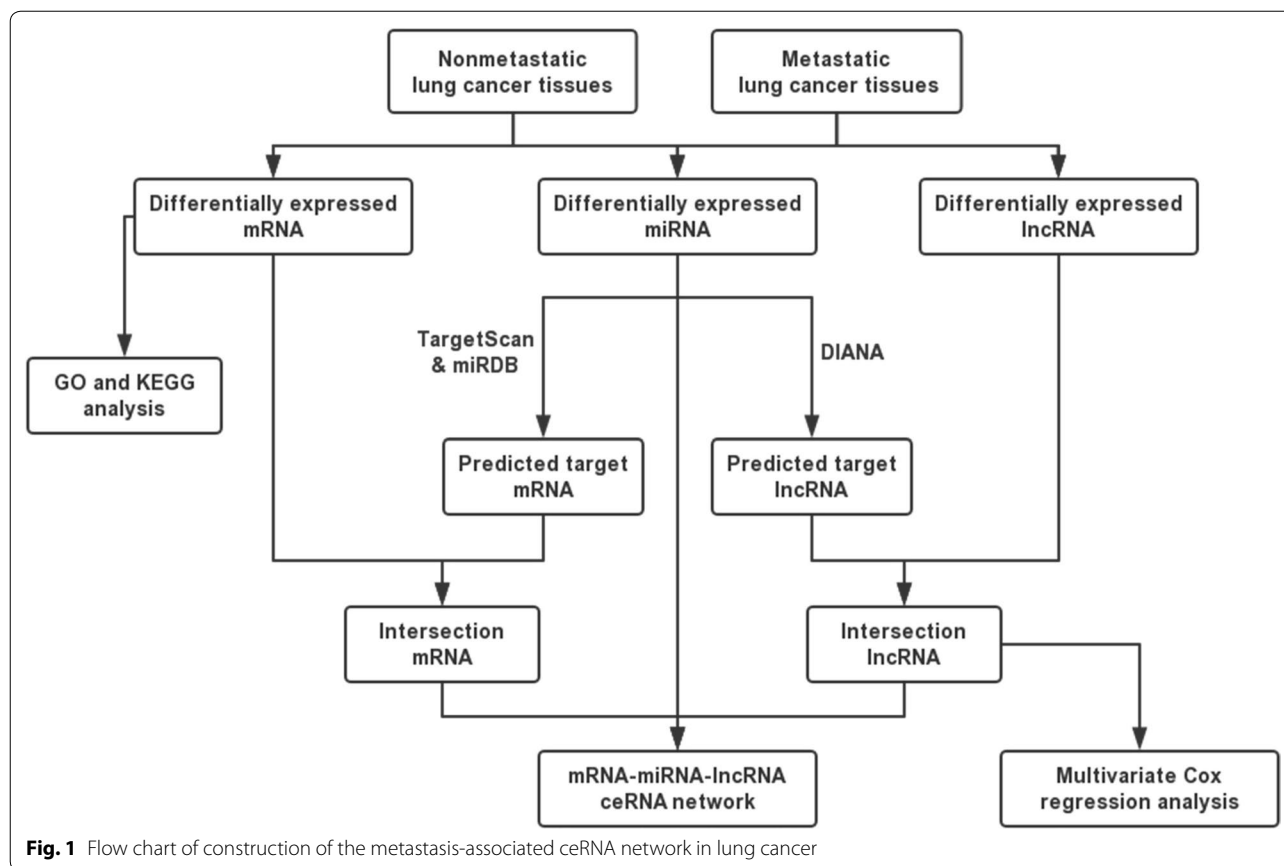 Nonmetastatic
lung cancer tissues
Metastatic
lung cancer tissues
Differentially expressed
mRNA
Differentially expressed
miRNA
Differentially expressed
lncRNA
TargetScan
& miRDB
DIANA
GO and KEGG
analysis
Predicted target
mRNA
Predicted target
lncRNA
Intersection
mRNA
Intersection
lncRNA
mRNA-miRNA-lncRNA
ceRNA network
Multivariate Cox
regression analysis
Fig. 1 Flow chart of construction of the metastasis-associated ceRNA network in lung cancer